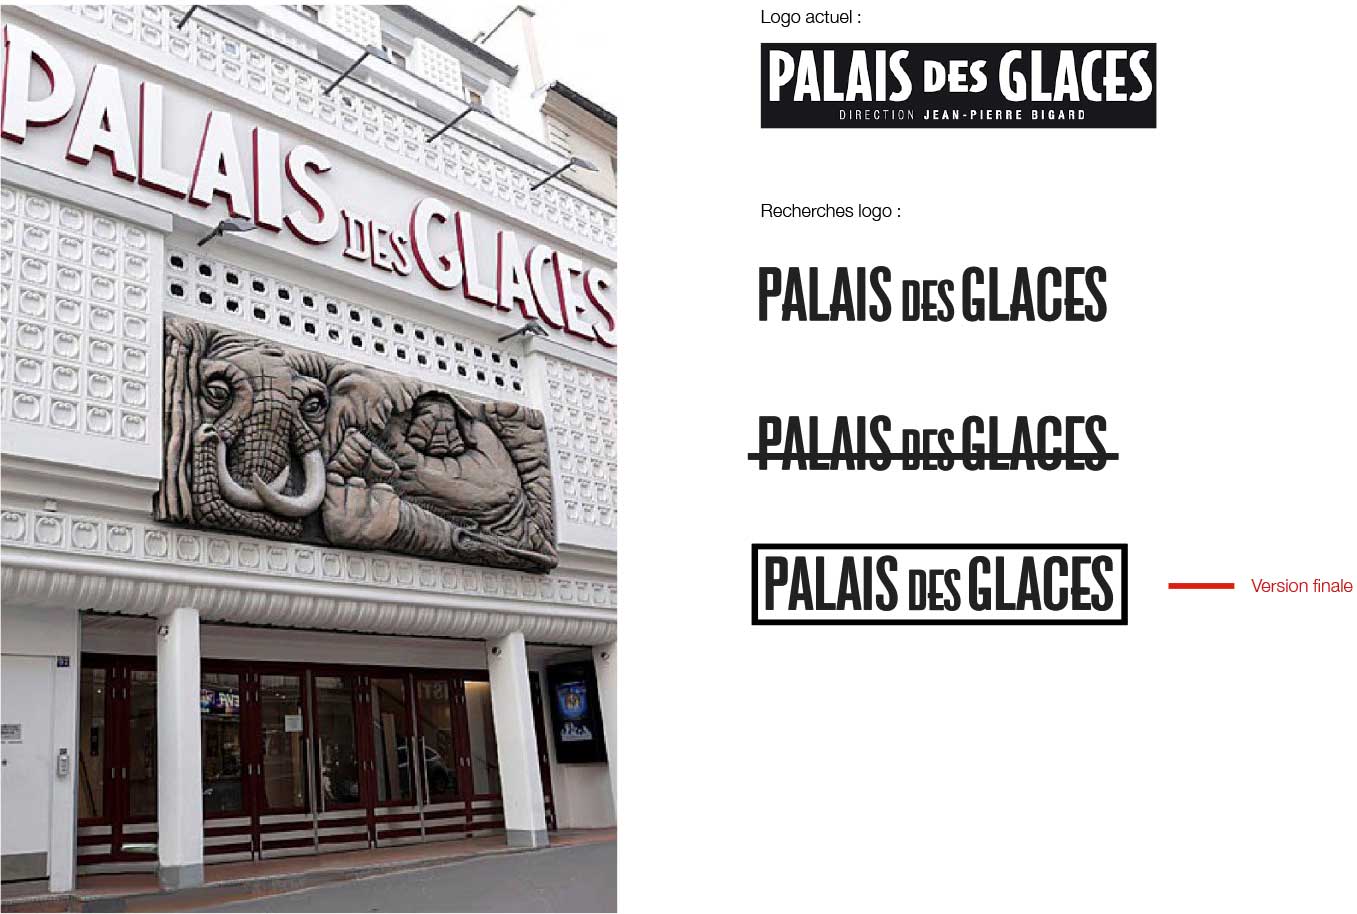 PALAIS DES GLACES
Logo actuel :
PALAIS DES GLACES
DIRECTION JEAN-PIERRE BIGARD
Recherches logo :
PALAIS DES GLACES
PALAIS DES GLACES
PALAIS DES GLACES
Version finale